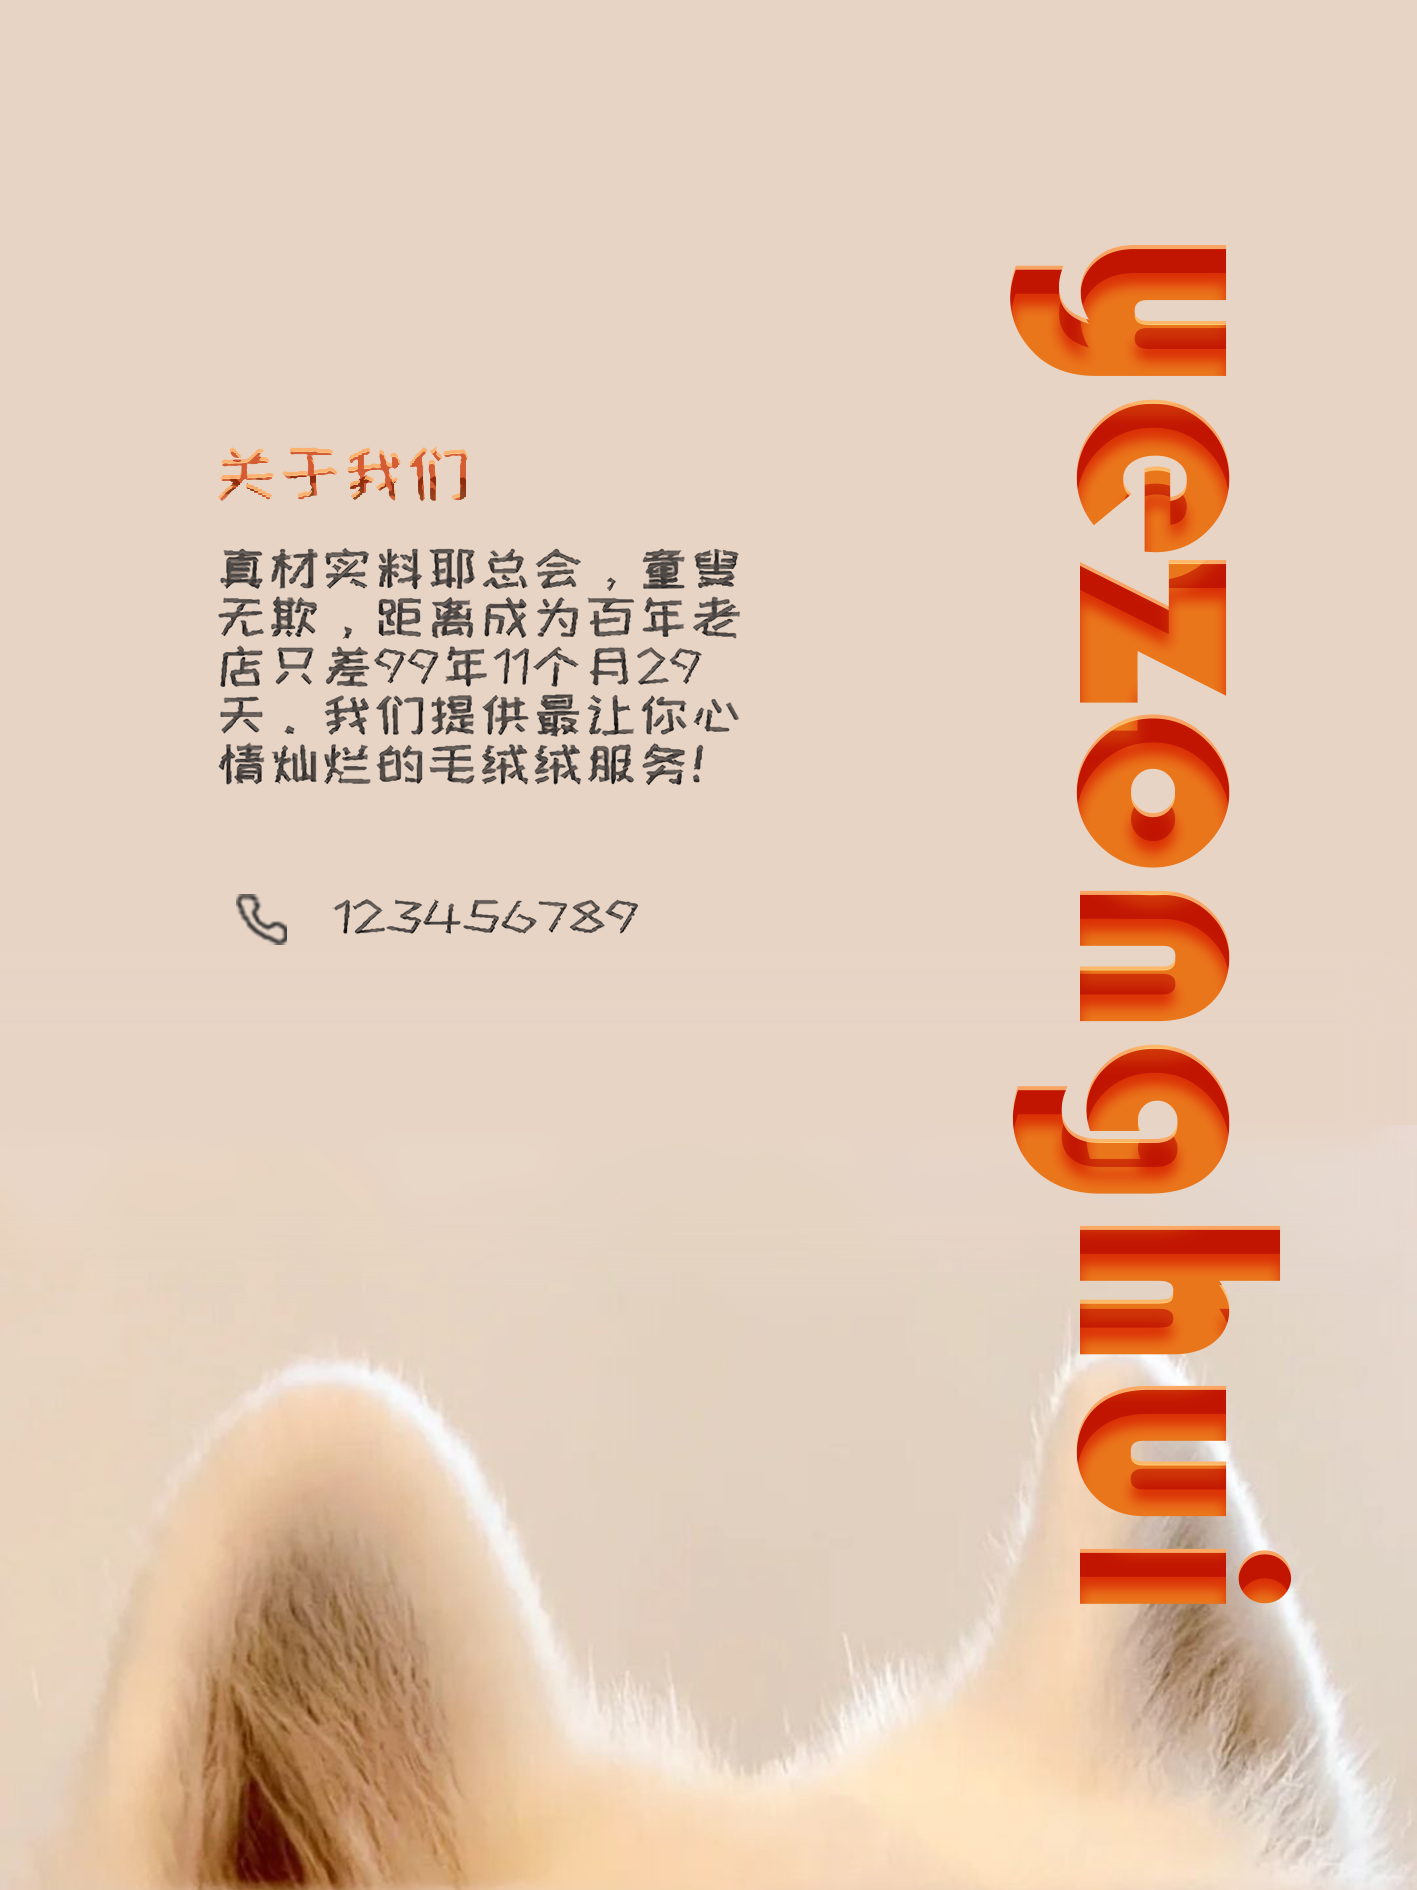 关于我们
真材实料耶总会，童叟
无欺，距离成为百年老
店只差99年11个月29
天。我们提供最让你心
情灿烂的毛绒绒服务！
123456789
yezonghui